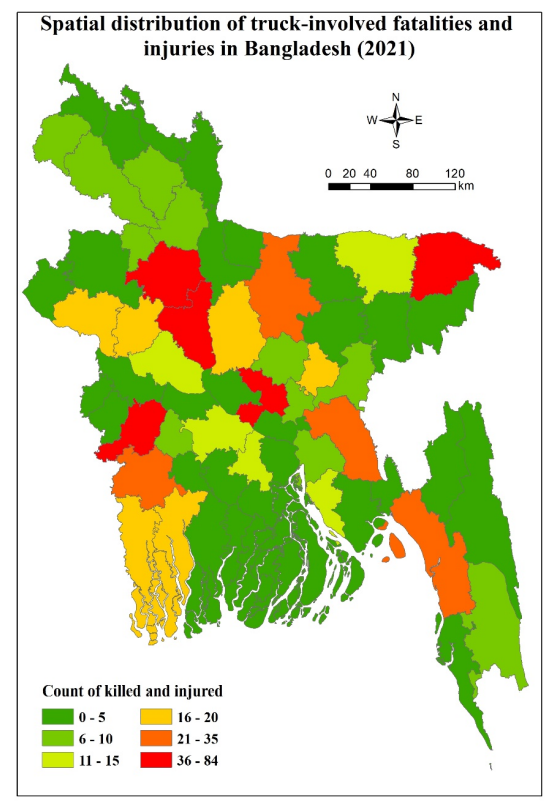 Spatial distribution of truck-involved fatalities and
injuries in Bangladesh (2021)
N
W E
S
0 20 40 80 120
km
Count of killed and injured
0 - 5
6 - 10
11 - 15
16 - 20
21 - 35
36 - 84